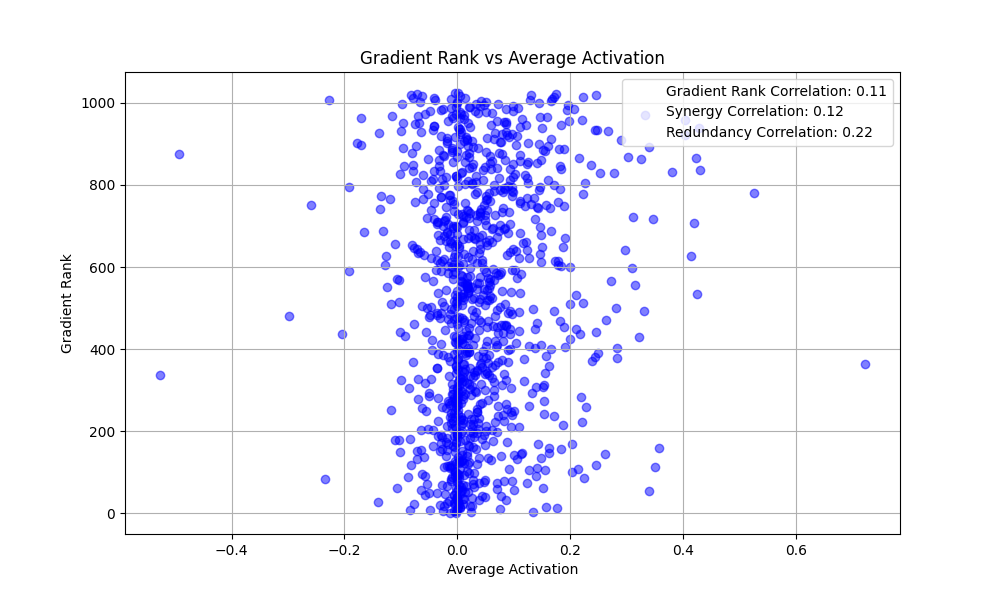 Gradient Rank vs Average Activation
Gradient Rank Correlation: 0.11
Synergy Correlation: 0.12
Redundancy Correlation: 0.22
1000
800
600
400
200
0
Gradient Rank
−0.4
−0.2
0.0
0.2
0.4
0.6
Average Activation